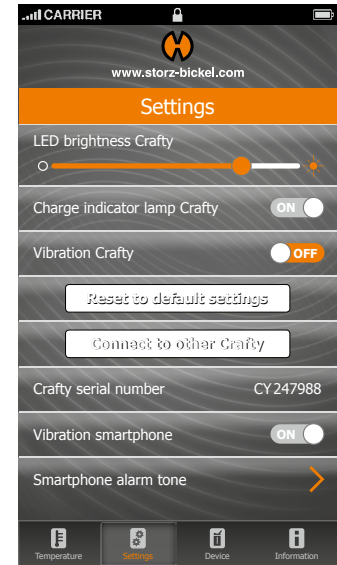 CARRIER
www.storz-bickel.com
Settings
LED brightness Crafty
Charge indicator lamp Crafty ON
Vibration Crafty OFF
Reset to default settings
Connect to other Crafty
Crafty serial number CY247988
Vibration smartphone ON
Smartphone alarm tone
Temperature Settings Device Information